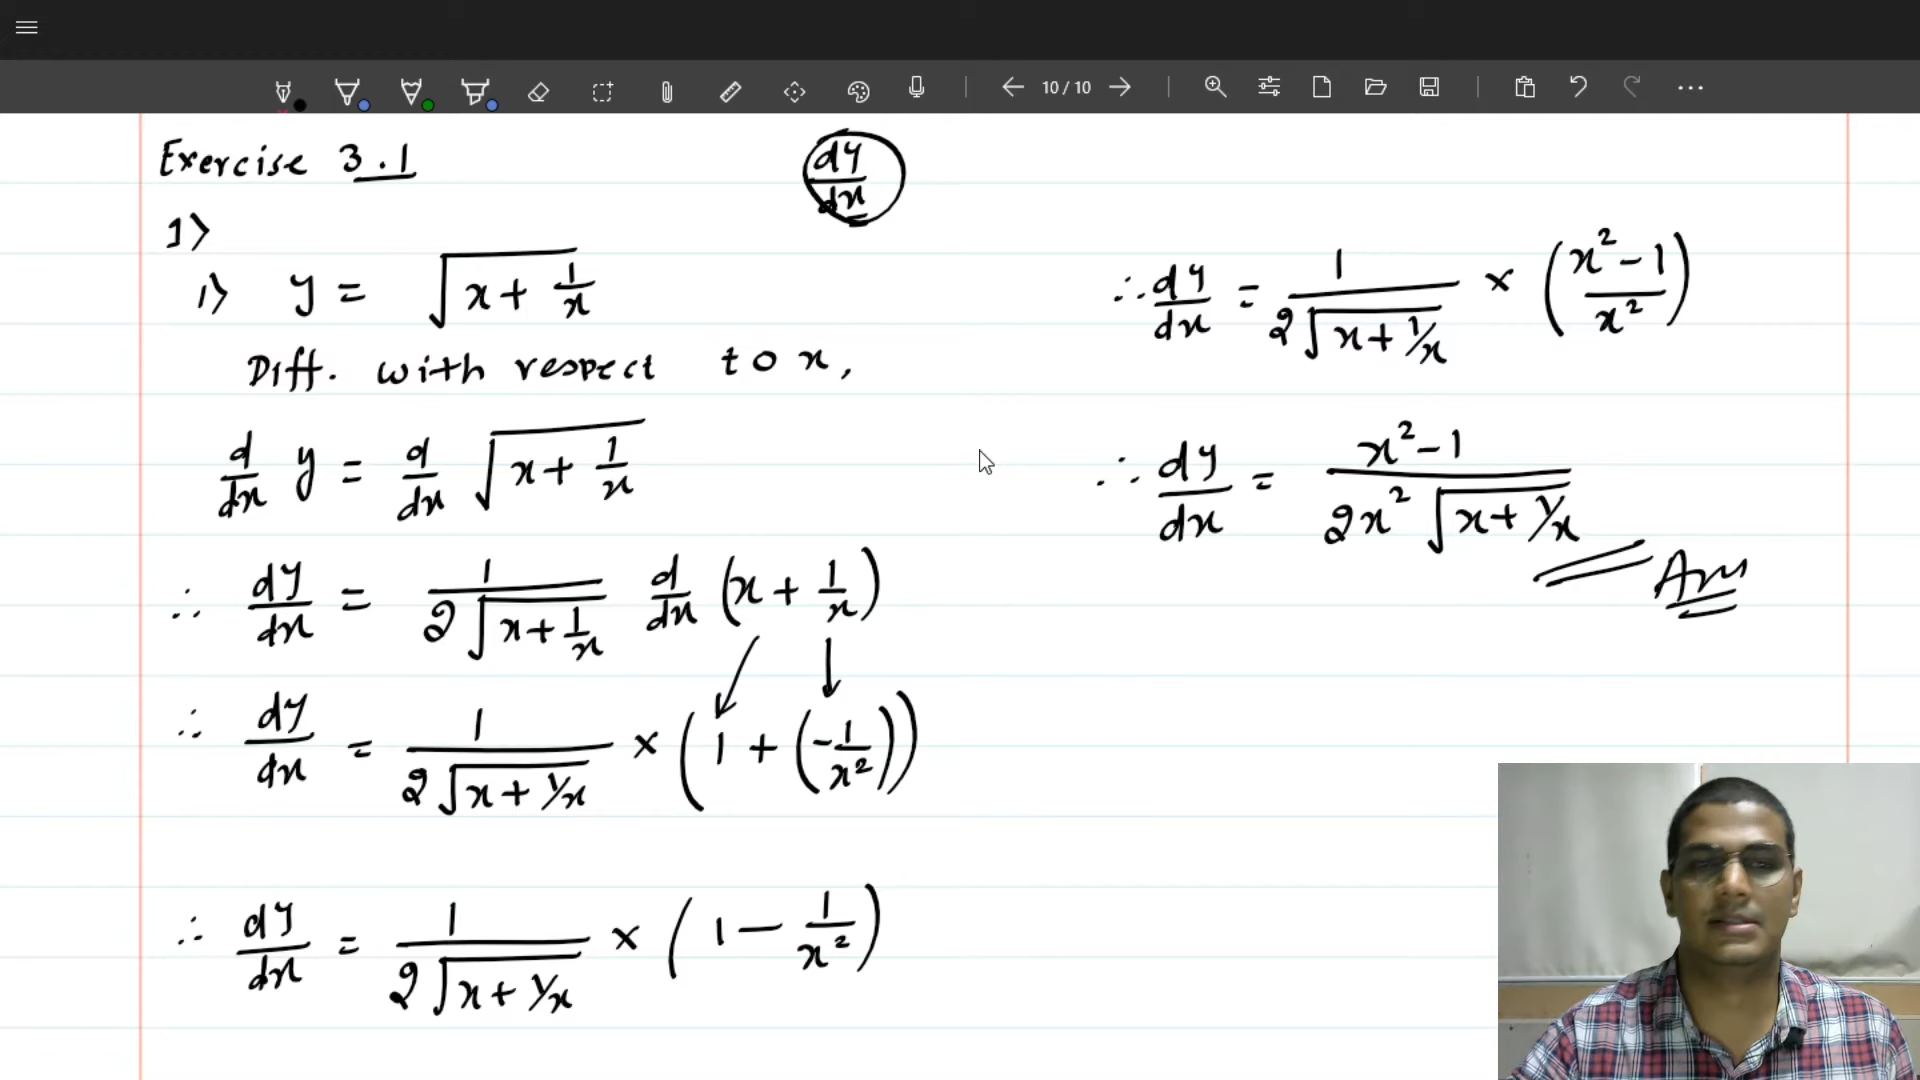 10 / 10
Exercise 3.1
dy/dx
1)
i) y = √(x + 1/x)
Diff. with respect to x,
d/dx y = d/dx √(x + 1/x)
∴ dy/dx = 1/(2√(x + 1/x)) d/dx (x + 1/x)
∴ dy/dx = 1/(2√(x + 1/x)) × (1 + (-1/x²))
∴ dy/dx = 1/(2√(x + 1/x)) × (1 - 1/x²)
∴ dy/dx = 1/(2√(x + 1/x)) × ((x² - 1)/x²)
∴ dy/dx = (x² - 1)/(2x² √(x + 1/x))
Ans